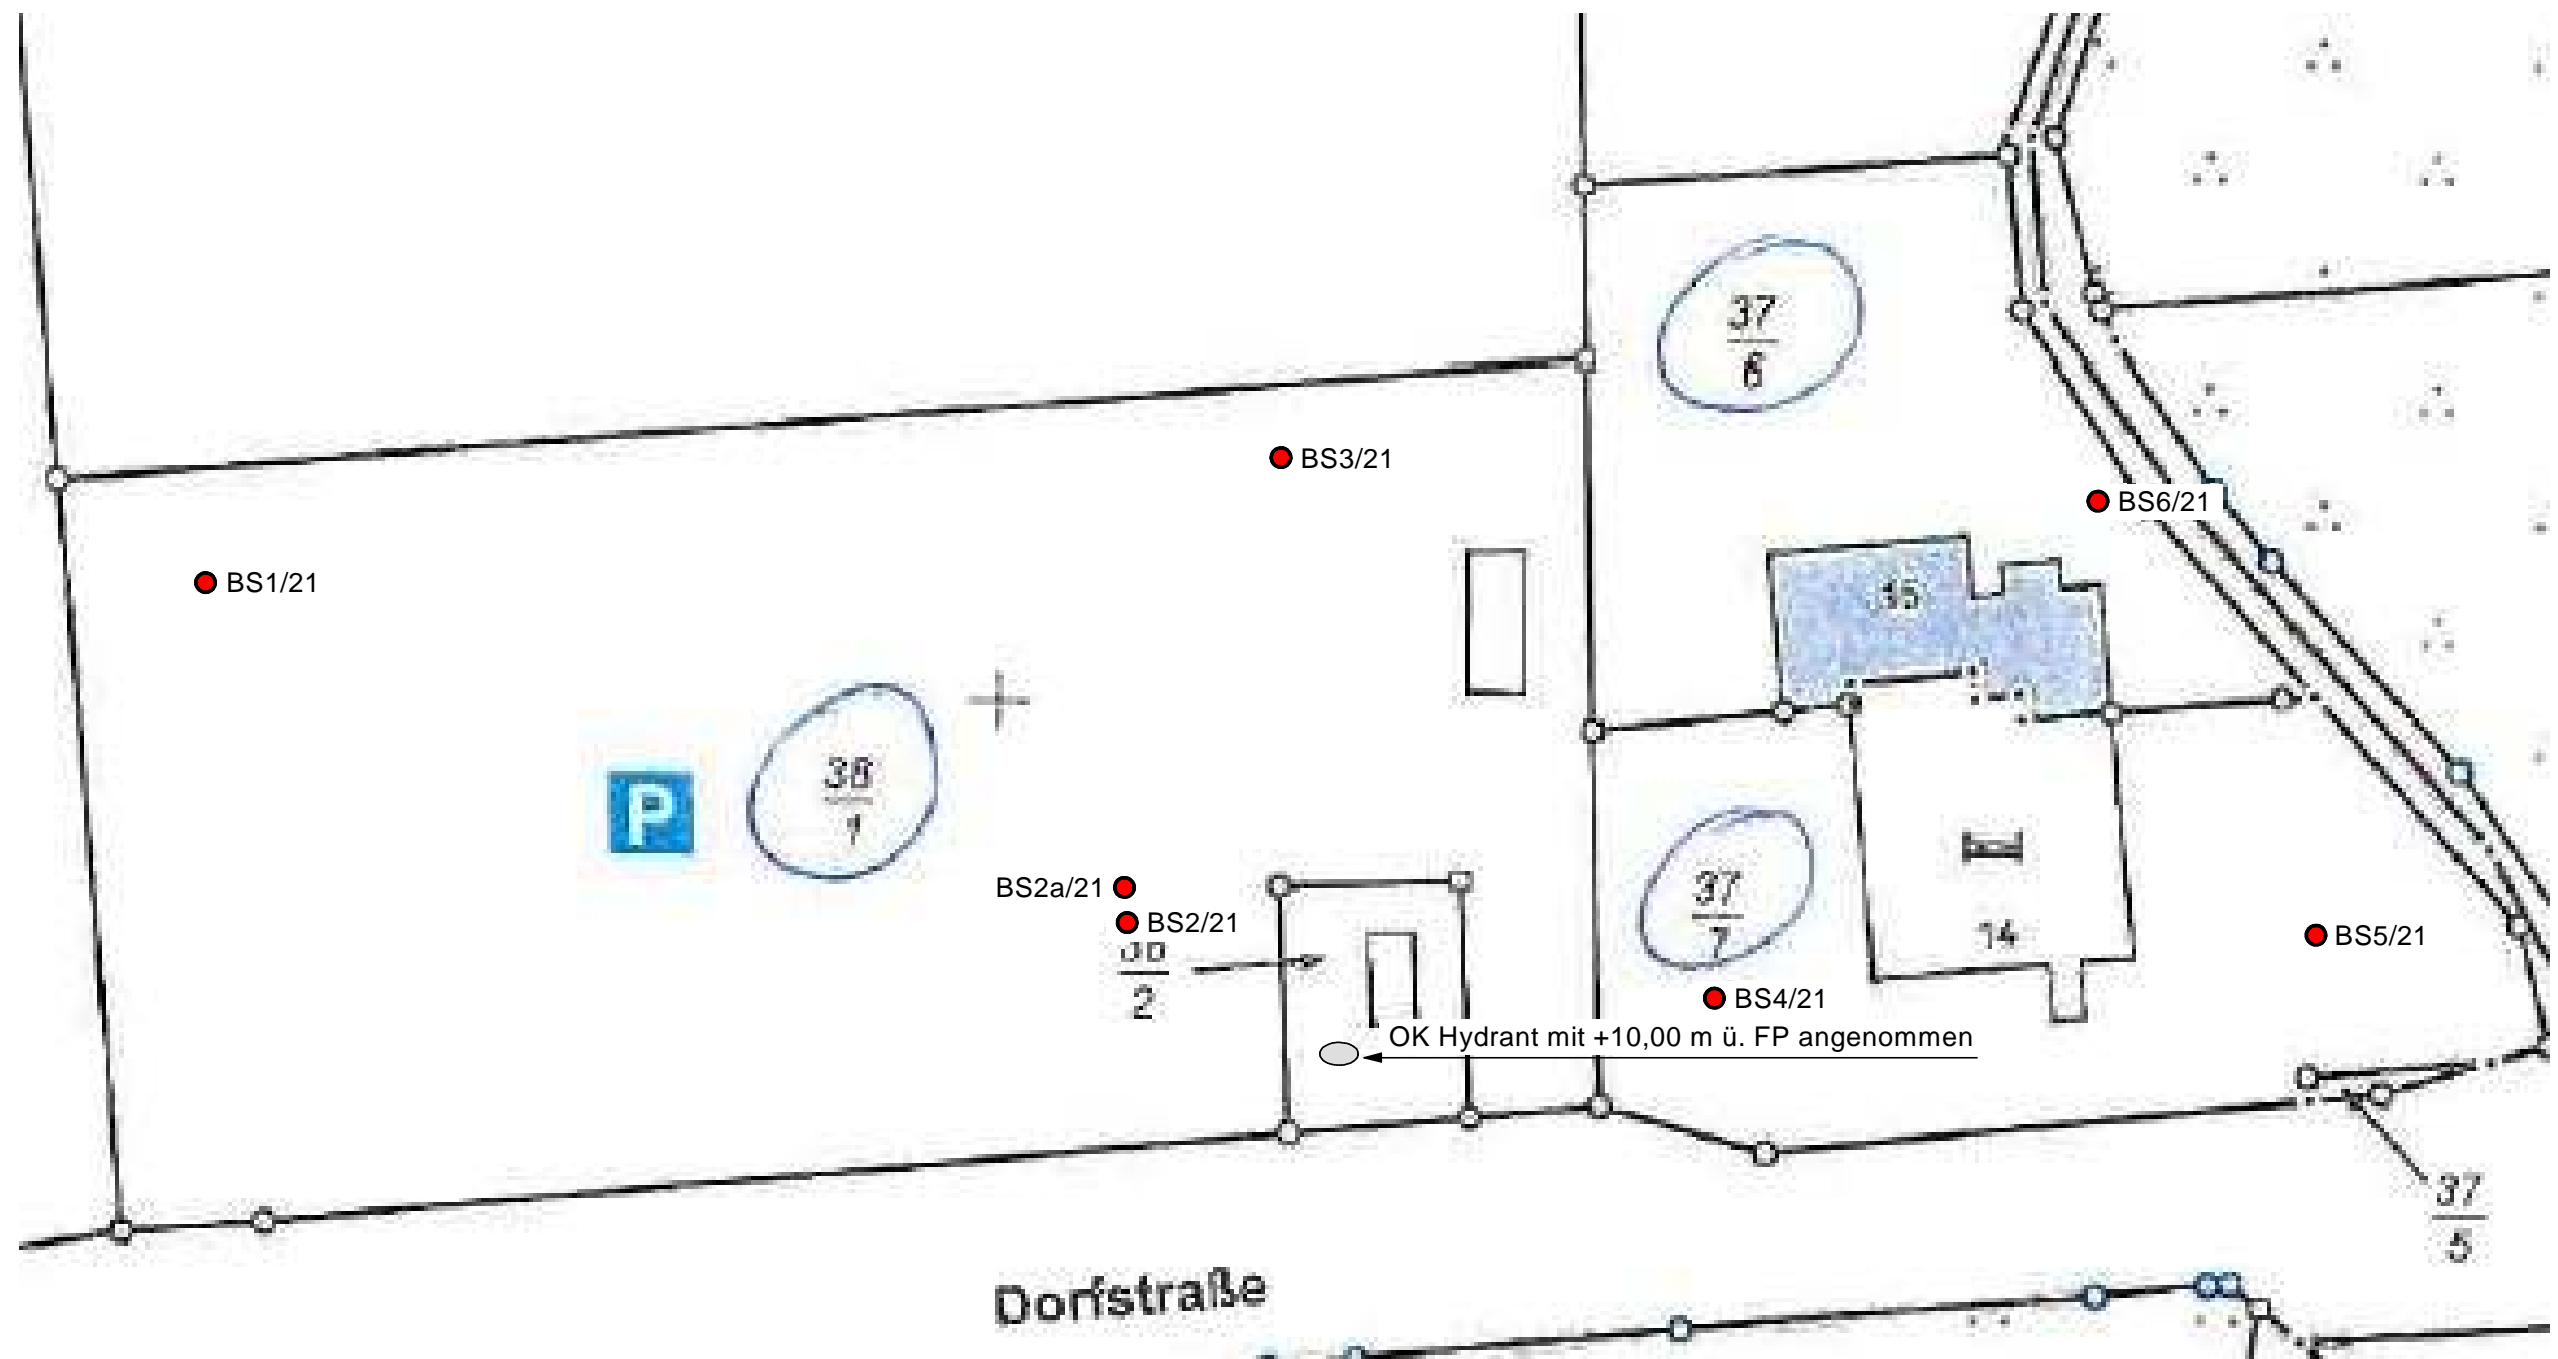 37
6
BS3/21
BS6/21
BS1/21
15
P
1
37
7
14
BS2a/21
BS2/21
2
BS5/21
BS4/21
OK Hydrant mit +10,00 m ü. FP angenommen
37
5
Dorfstraße